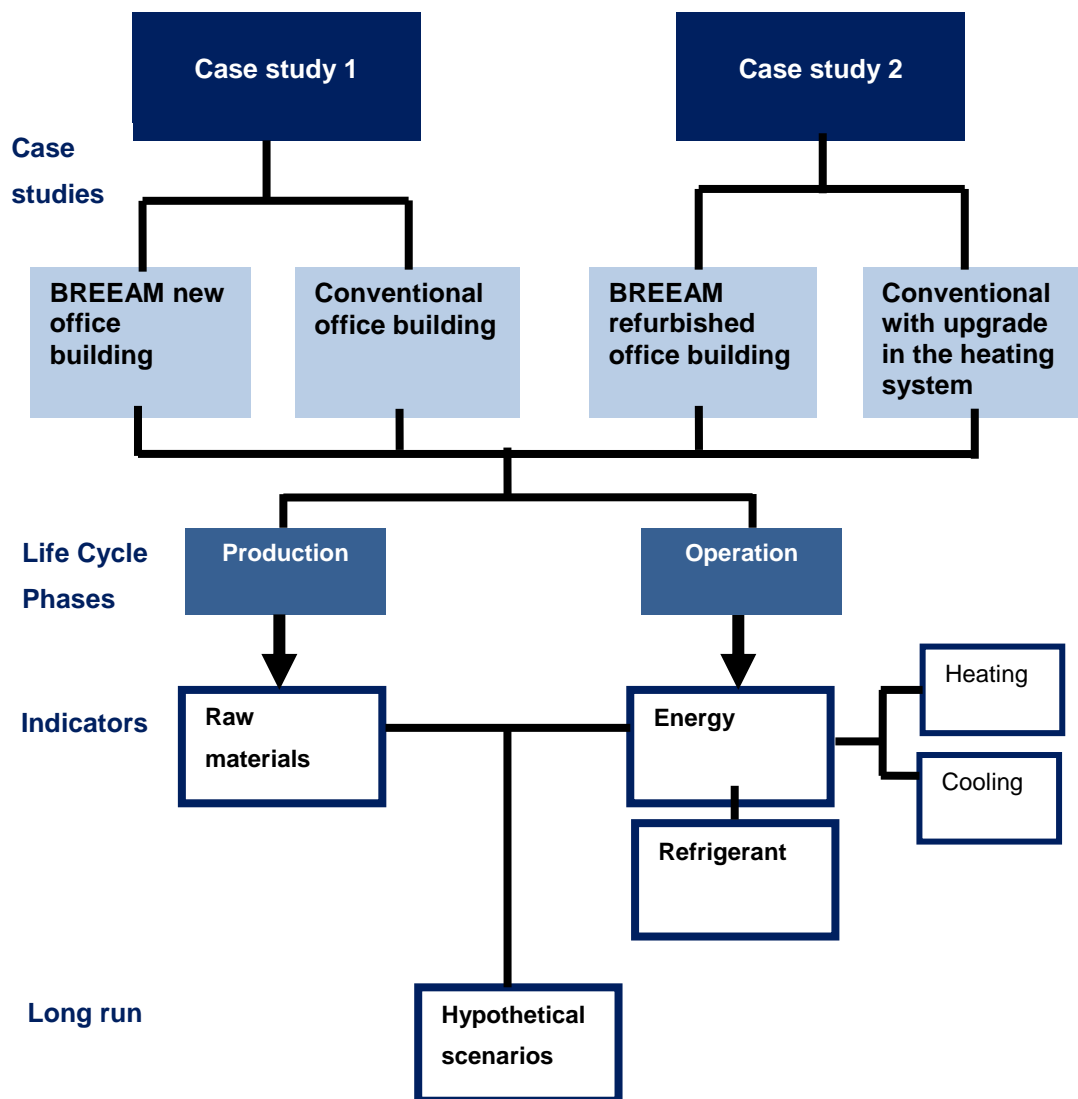 Case study 1
Case study 2
Case
studies
BREEAM new
office
building
Conventional
office building
BREEAM
refurbished
office building
Conventional
with upgrade
in the heating
system
Life Cycle
Phases
Production
Operation
Indicators
Raw
materials
Energy
Heating
Cooling
Refrigerant
Long run
Hypothetical
scenarios